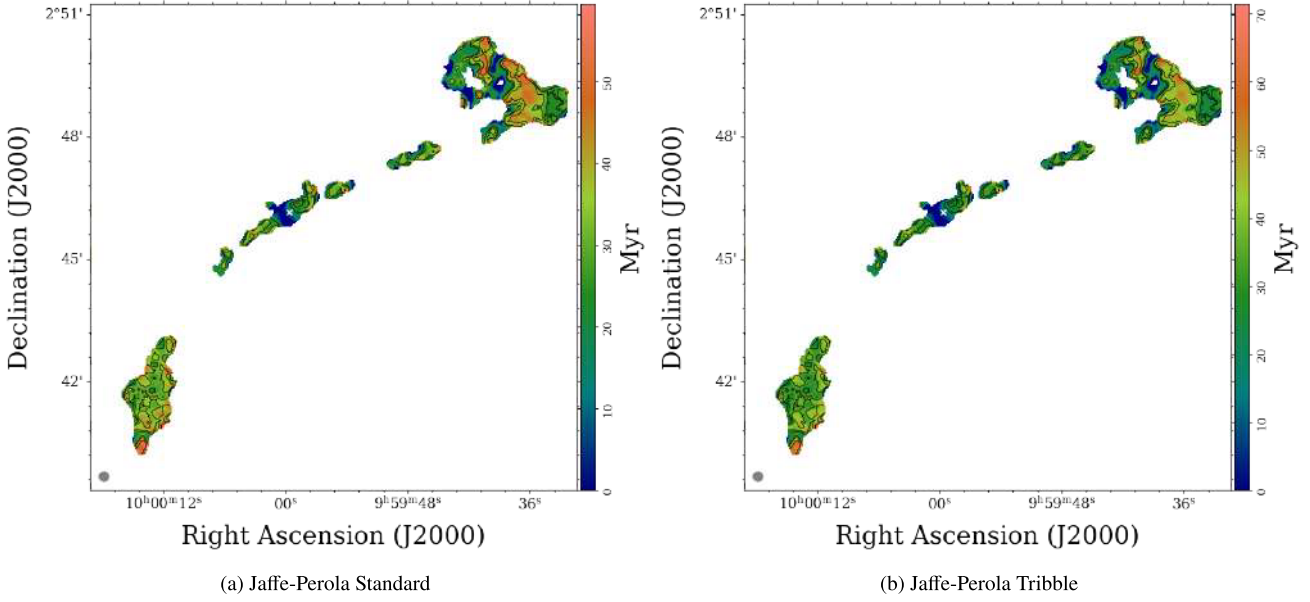 2°51' 2°51'
48' 48'
45' 45'
42' 42'
Declination (J2000) Declination (J2000)
0 10 20 30 40 50 0 10 20 30 40 50 60 70
Myr Myr
10ʰ00ᵐ12ˢ 00ˢ 9ʰ59ᵐ48ˢ 36ˢ 10ʰ00ᵐ12ˢ 00ˢ 9ʰ59ᵐ48ˢ 36ˢ
Right Ascension (J2000) Right Ascension (J2000)
(a) Jaffe-Perola Standard (b) Jaffe-Perola Tribble